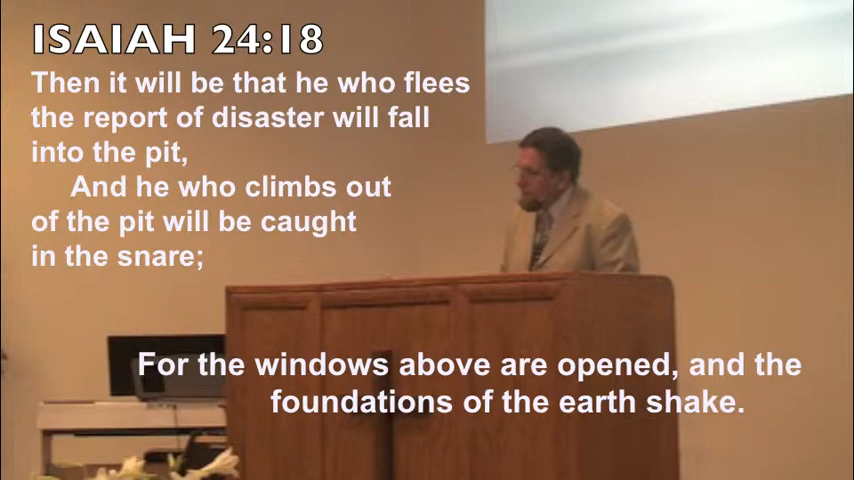 ISAIAH 24:18
Then it will be that he who flees
the report of disaster will fall
into the pit,
And he who climbs out
of the pit will be caught
in the snare;
For the windows above are opened, and the
foundations of the earth shake.